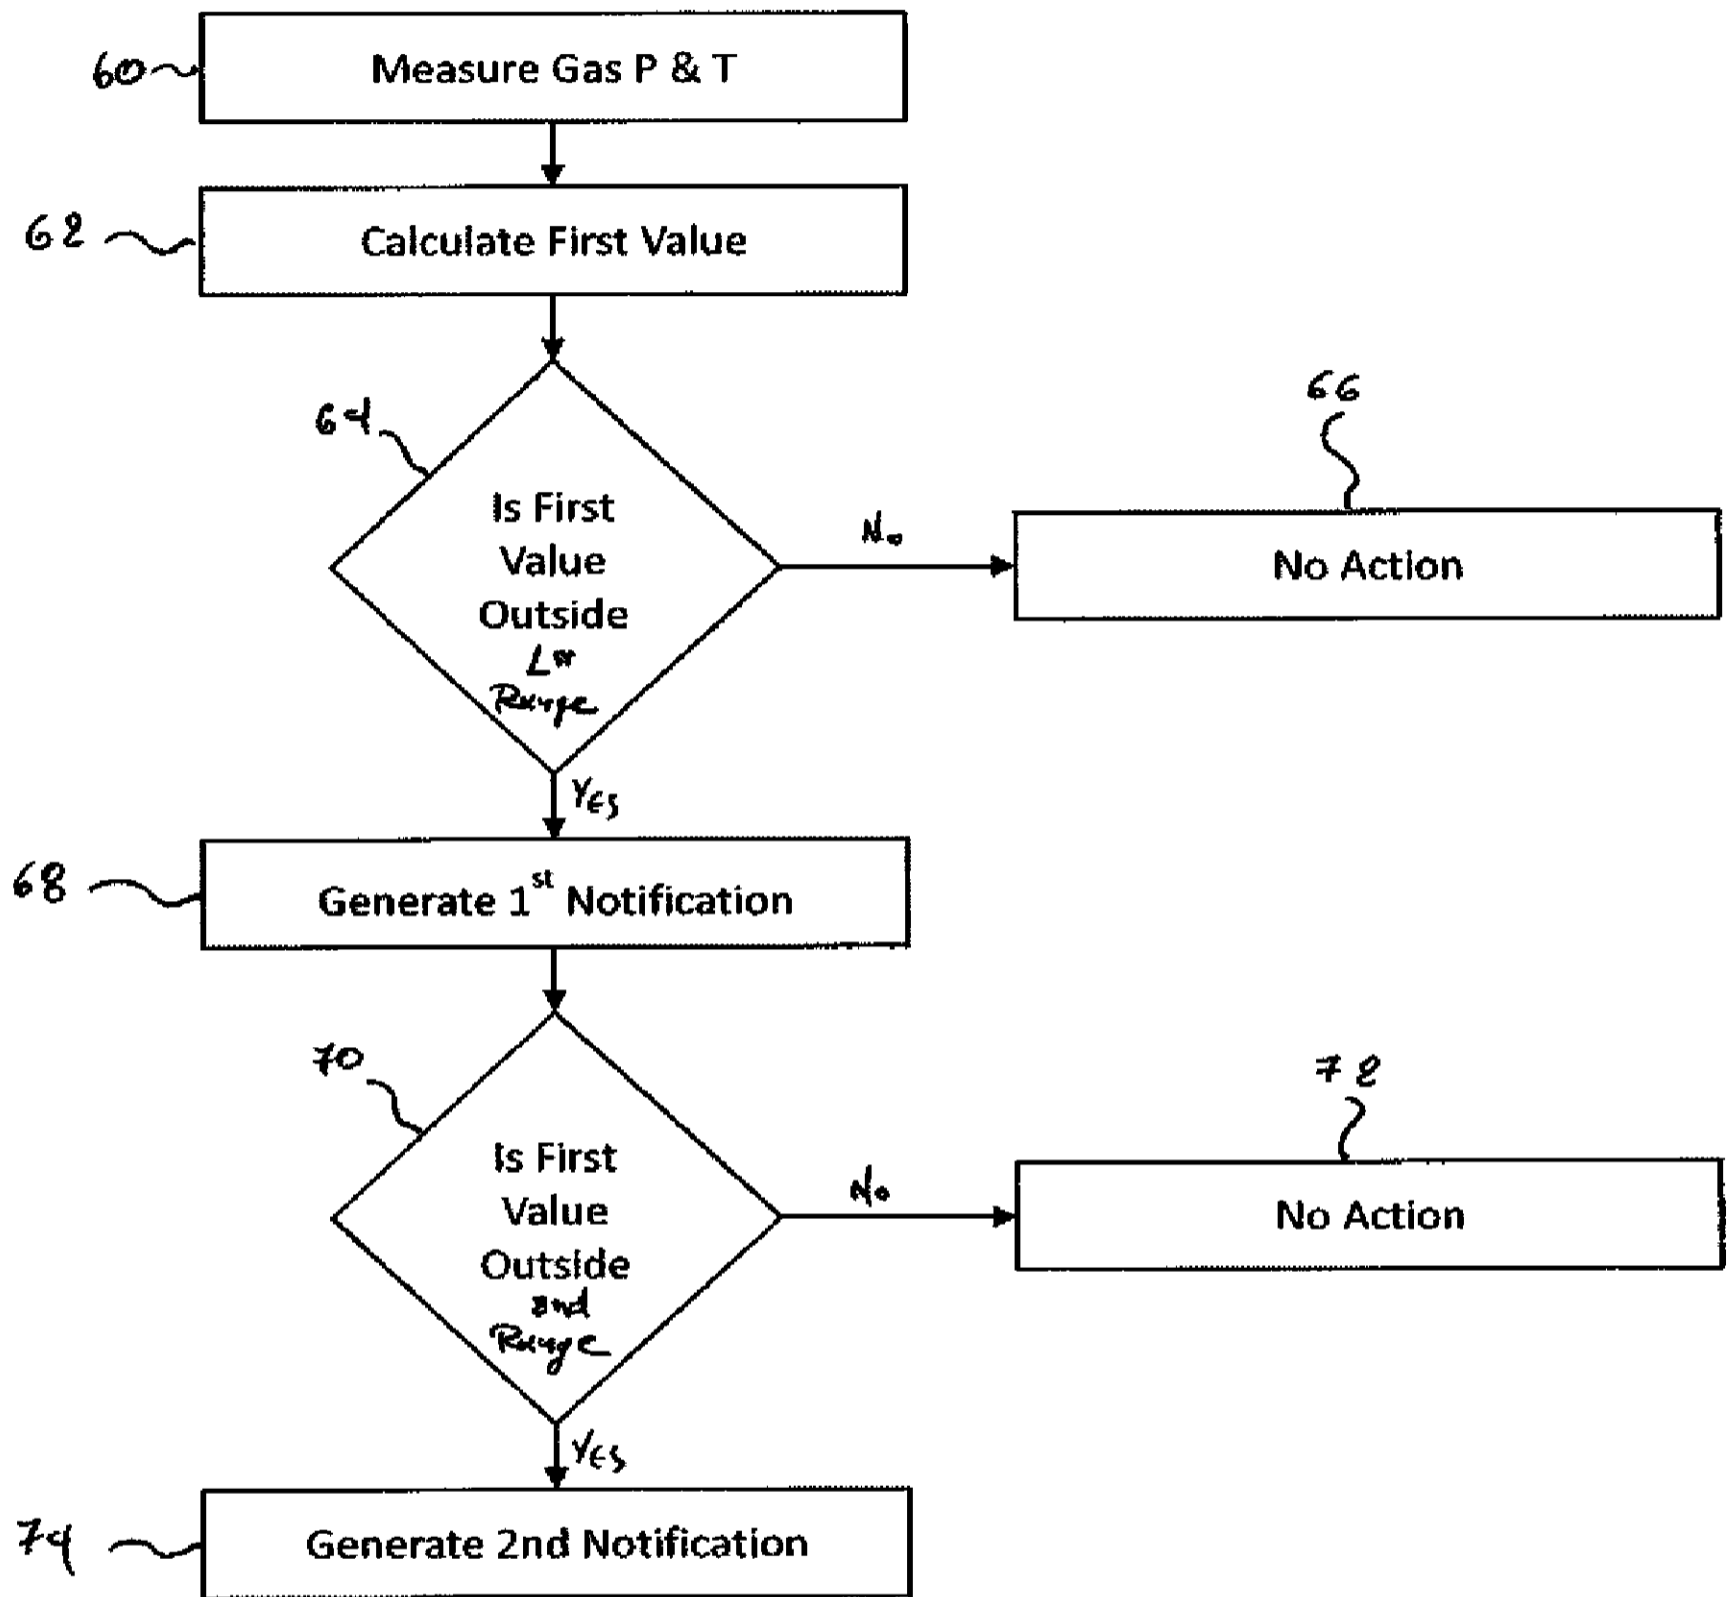 60
Measure Gas P & T
62
Calculate First Value
64
Is First
Value
Outside
1st
Range
No
66
No Action
Yes
68
Generate 1st Notification
70
Is First
Value
Outside
2nd
Range
No
72
No Action
Yes
74
Generate 2nd Notification